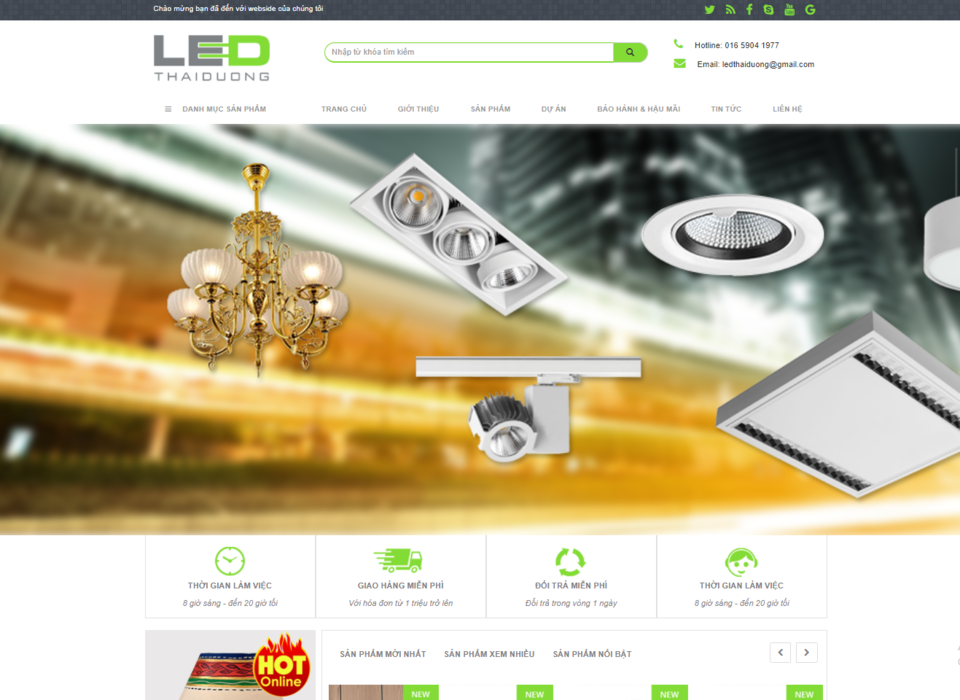 Chào mừng bạn đã đến với webside của chúng tôi
LED
THAIDUONG
Nhập từ khóa tìm kiếm
Hotline: 016 5904 1977
Email: ledthaiduong@gmail.com
DANH MỤC SẢN PHẨM
TRANG CHỦ
GIỚI THIỆU
SẢN PHẨM
DỰ ÁN
BẢO HÀNH & HẬU MÃI
TIN TỨC
LIÊN HỆ
THỜI GIAN LÀM VIỆC
8 giờ sáng - đến 20 giờ tối
GIAO HÀNG MIỄN PHÍ
Với hóa đơn từ 1 triệu trở lên
ĐỔI TRẢ MIỄN PHÍ
Đổi trả trong vòng 1 ngày
THỜI GIAN LÀM VIỆC
8 giờ sáng - đến 20 giờ tối
HOT
Online
SẢN PHẨM MỚI NHẤT
SẢN PHẨM XEM NHIỀU
SẢN PHẨM NỔI BẬT
NEW
NEW
NEW
NEW